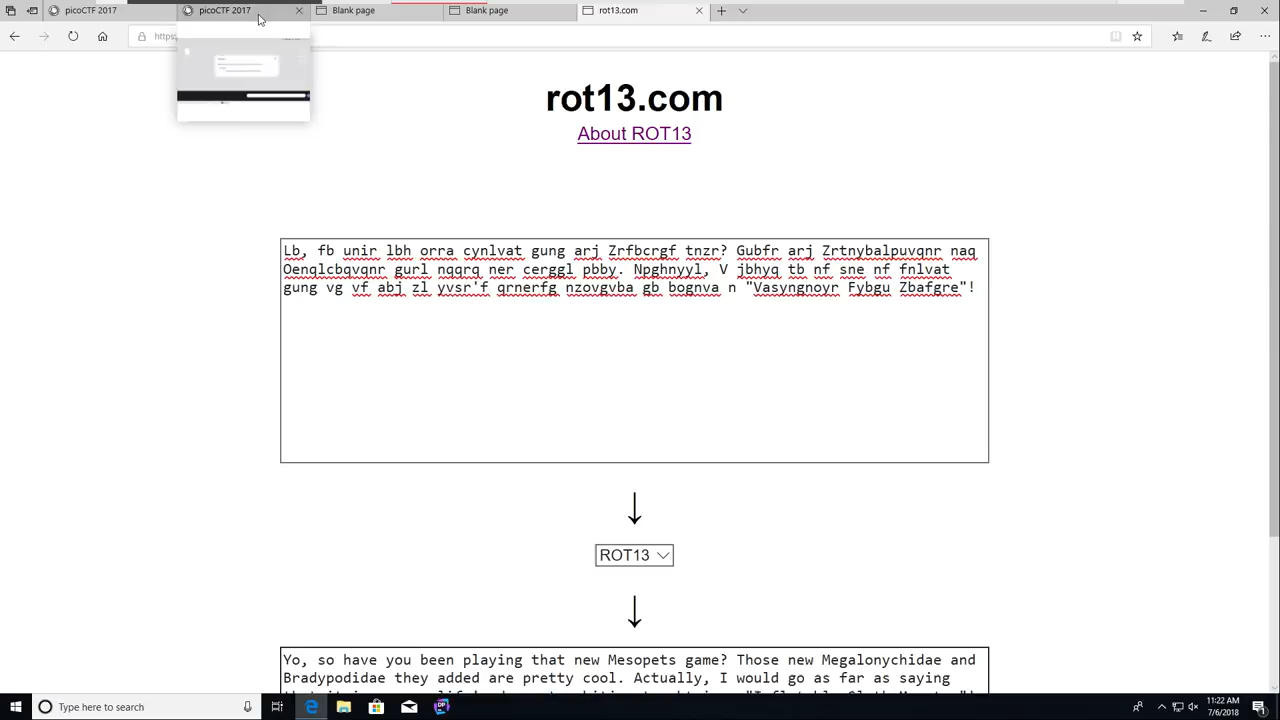 picoCTF 2017
picoCTF 2017
Blank page
Blank page
rot13.com
https:
rot13.com
About ROT13
Lb, fb unir lbh orra cynlvat gung arj Zrfbcrgf tnzr? Gubfr arj Zrtnybalpuvqnr naq
Oenqlcbqvqnr gurl nqqrq ner cerggl pbby. Npghnyyl, V jbhyq tb nf sne nf fnlvat
gung vg vf abj zl yvsr'f qrnerfg nzovgvba gb bognva n "Vasyngnoyr Fybgu Zbafgre"!
↓
ROT13
↓
Yo, so have you been playing that new Mesopets game? Those new Megalonychidae and
Bradypodidae they added are pretty cool. Actually, I would go as far as saying
Type here to search
11:22 AM
7/6/2018